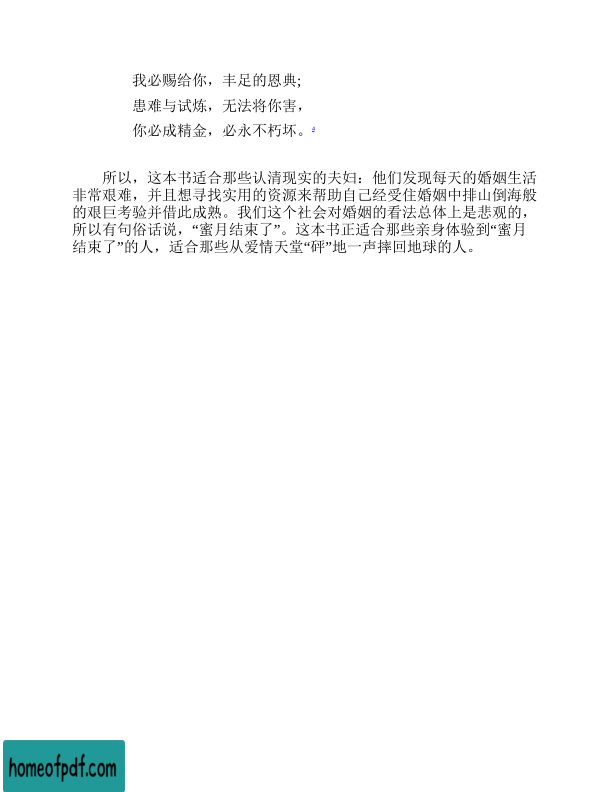 我必赐给你，丰足的恩典;
患难与试炼，无法将你害，
你必成精金，必永不朽坏。
所以，这本书适合那些认清现实的夫妇：他们发现每天的婚姻生活
非常艰难，并且想寻找实用的资源来帮助自己经受住婚姻中排山倒海般
的艰巨考验并借此成熟。我们这个社会对婚姻的看法总体上是悲观的，
所以有句俗话说，“蜜月结束了”。这本书正适合那些亲身体验到“蜜月
结束了”的人，适合那些从爱情天堂“砰”地一声摔回地球的人。
homeofpdf.com